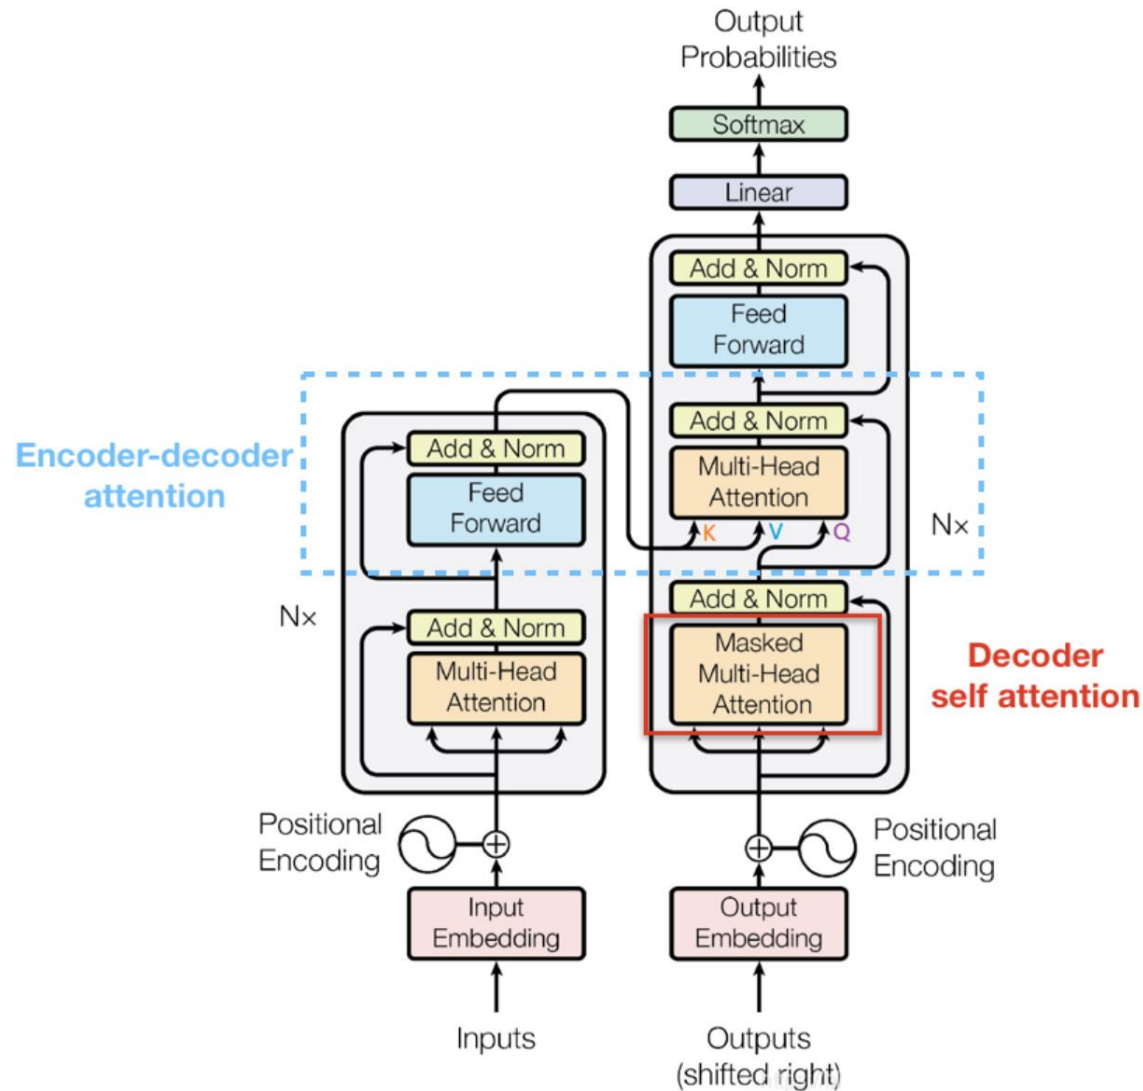 Output
Probabilities
Softmax
Linear
Add & Norm
Feed
Forward
Add & Norm
Multi-Head
Attention
K V Q
Nx
Add & Norm
Masked
Multi-Head
Attention
Decoder
self attention
Encoder-decoder
attention
Add & Norm
Feed
Forward
Nx
Add & Norm
Multi-Head
Attention
Positional
Encoding
Positional
Encoding
Input
Embedding
Output
Embedding
Inputs
Outputs
(shifted right)